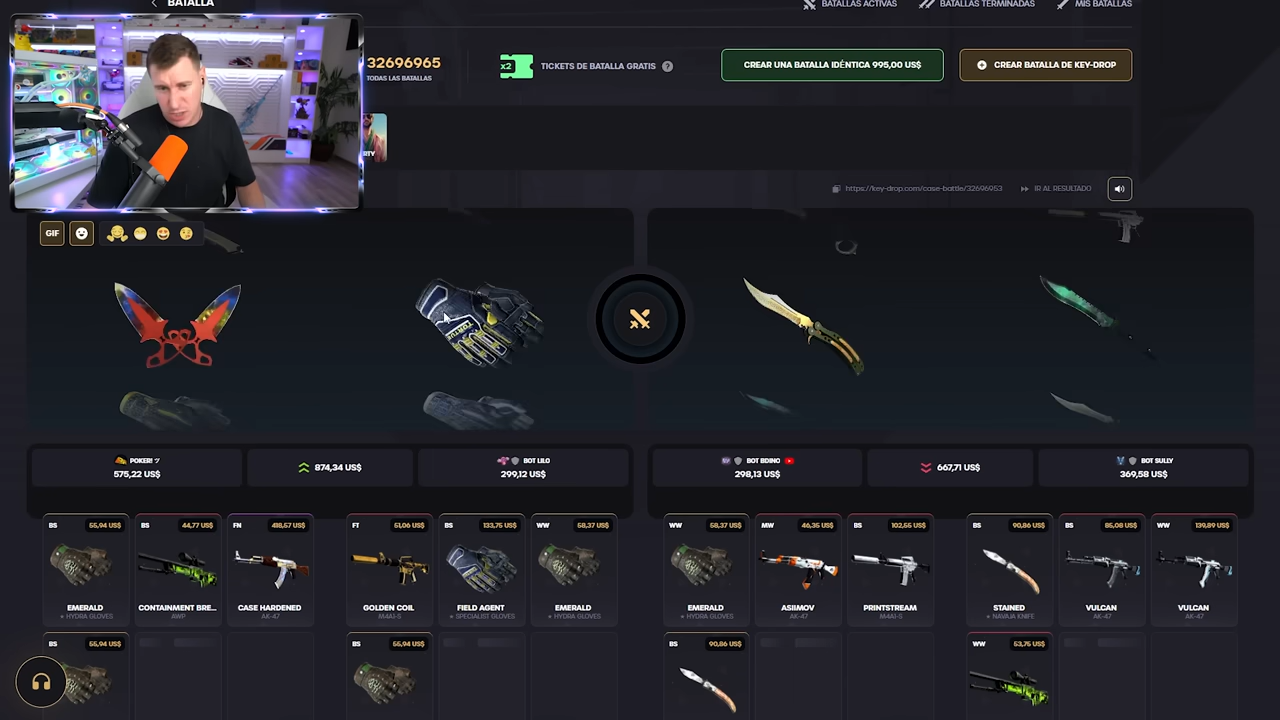 BATALLA
BATALLAS ACTIVAS
BATALLAS TERMINADAS
MIS BATALLAS
32696965
TODAS LAS BATALLAS
x2
TICKETS DE BATALLA GRATIS ?
CREAR UNA BATALLA IDÉNTICA 995,00 US$
CREAR BATALLA DE KEY-DROP
RTY
https://key-drop.com/case-battle/32696953
IR AL RESULTADO
GIF
POKER! ツ
575,22 US$
874,34 US$
BOT LILO
299,12 US$
BOT BDINO
298,13 US$
667,71 US$
BOT SULLY
369,58 US$
BS 55,94 US$
BS 44,77 US$
FN 418,57 US$
FT 51,06 US$
BS 133,75 US$
WW 58,37 US$
WW 58,37 US$
MW 46,35 US$
BS 102,55 US$
BS 90,86 US$
BS 85,08 US$
WW 139,89 US$
EMERALD
★ HYDRA GLOVES
CONTAINMENT BRE...
AWP
CASE HARDENED
AK-47
GOLDEN COIL
M4A1-S
FIELD AGENT
★ SPECIALIST GLOVES
EMERALD
★ HYDRA GLOVES
EMERALD
★ HYDRA GLOVES
ASIIMOV
AK-47
PRINTSTREAM
M4A1-S
STAINED
★ NAVAJA KNIFE
VULCAN
AK-47
VULCAN
AK-47
BS 55,94 US$
BS 55,94 US$
BS 90,86 US$
WW 53,75 US$